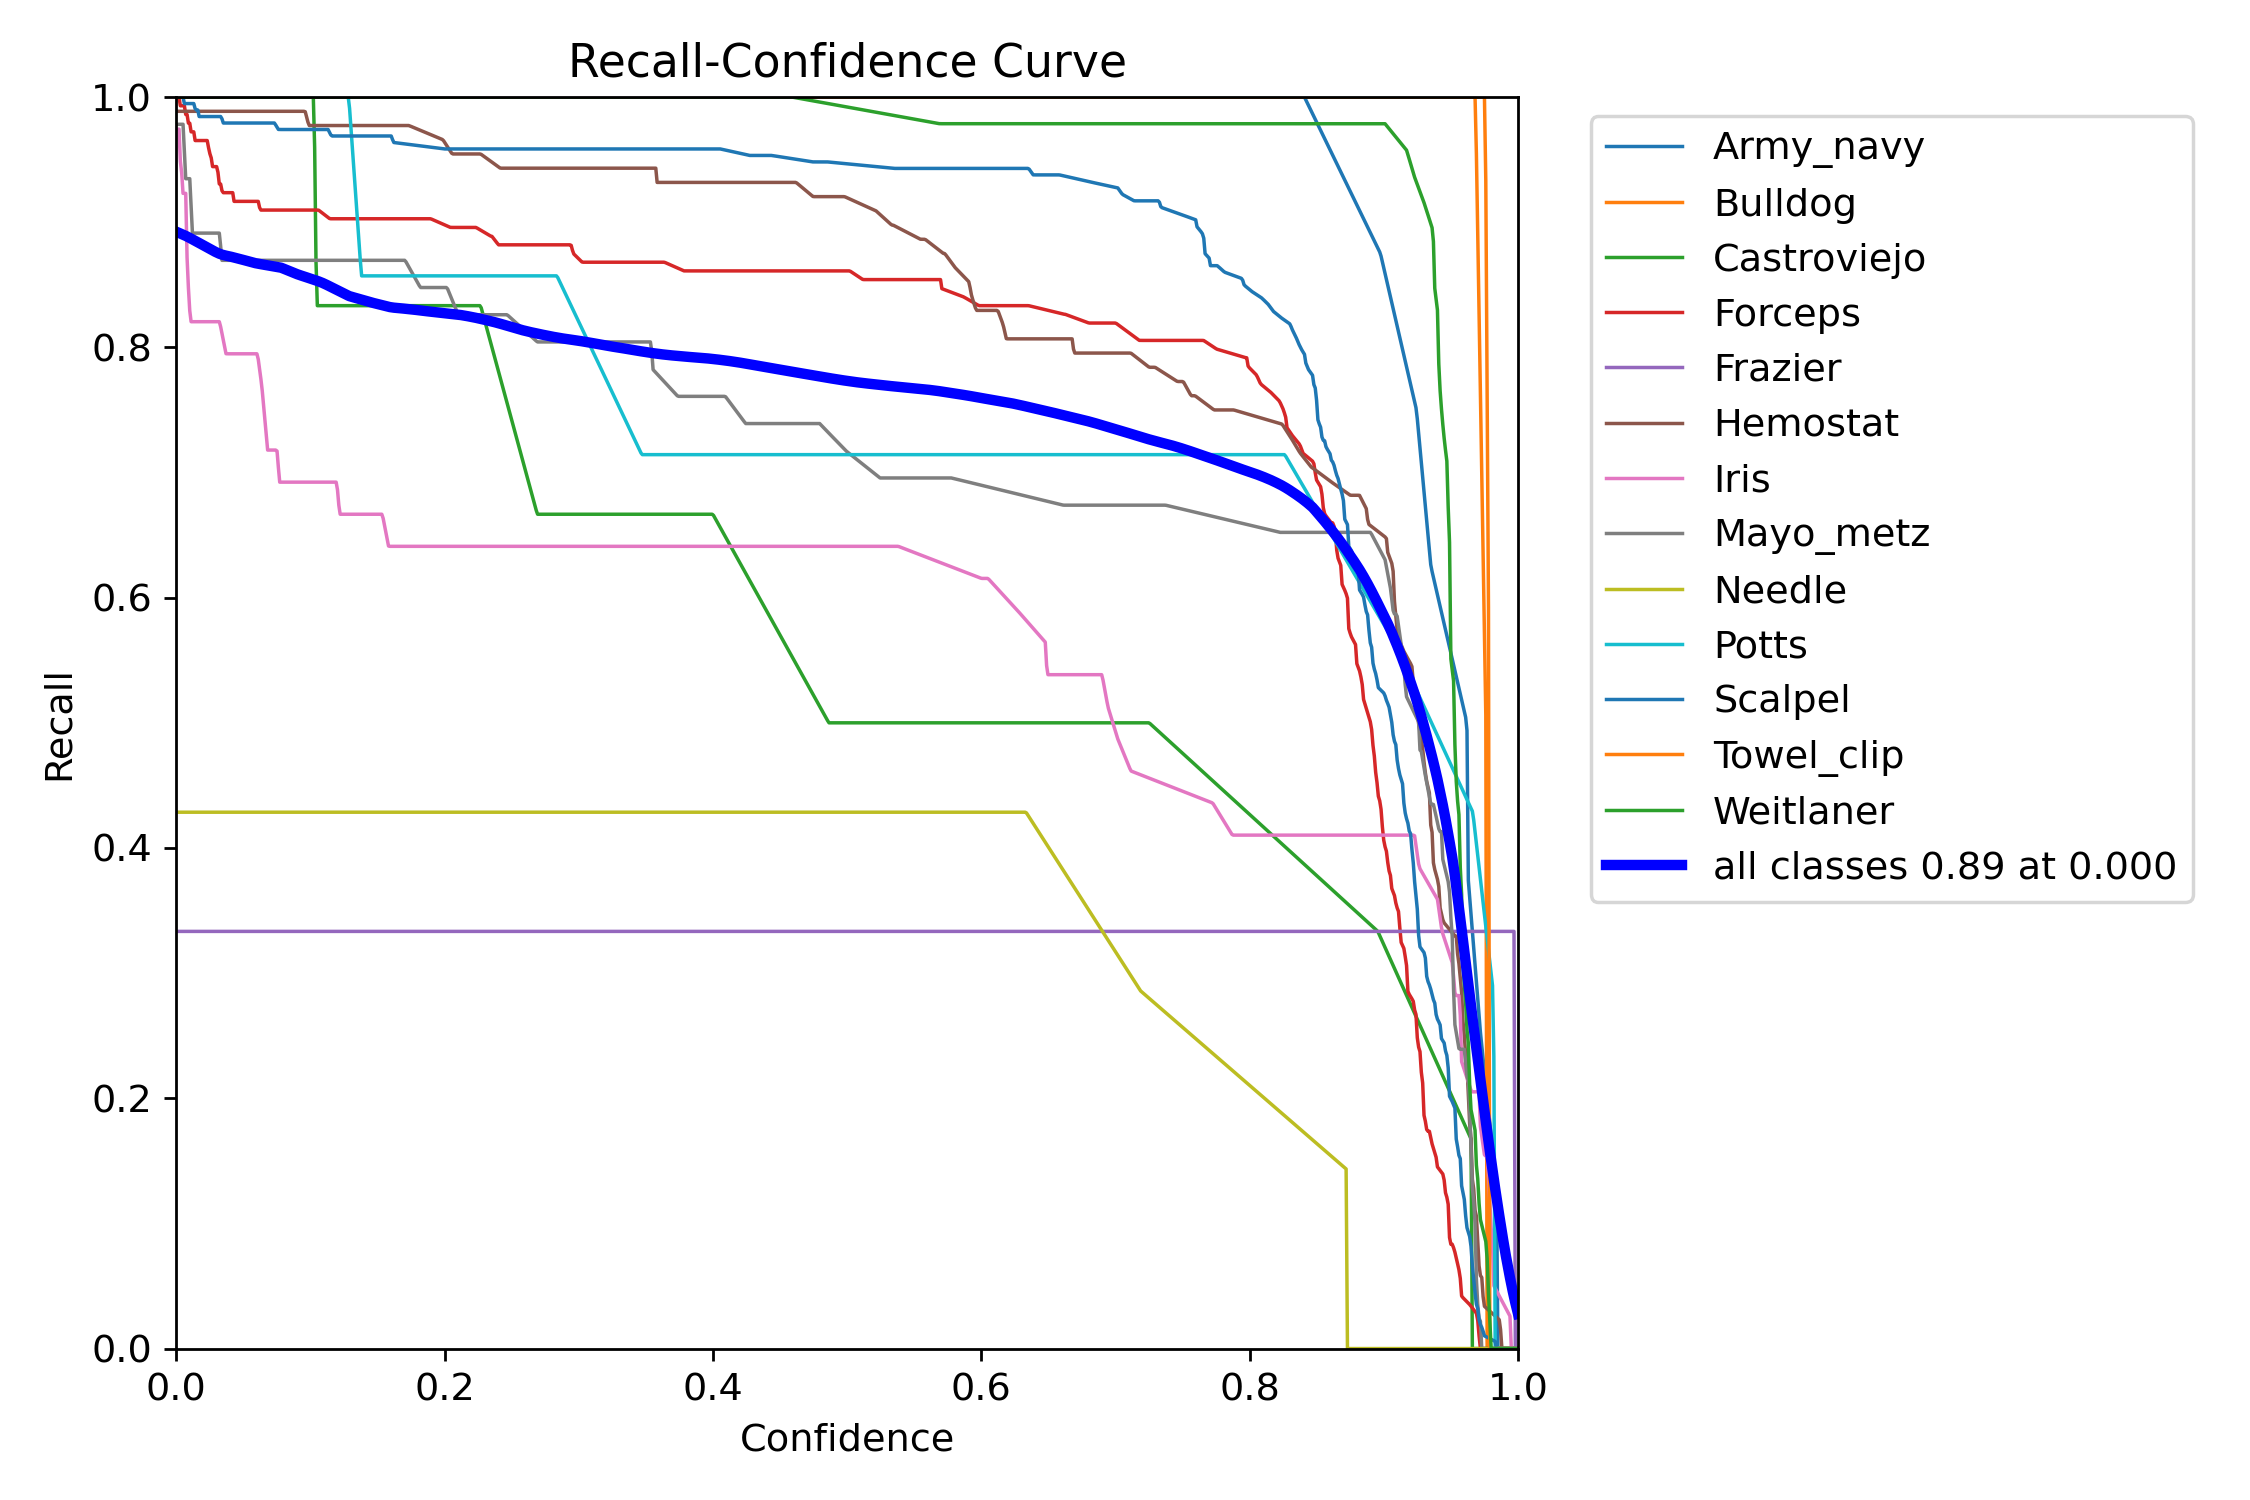 Recall-Confidence Curve
1.0
0.8
0.6
0.4
0.2
0.0
Recall
0.0 0.2 0.4 0.6 0.8 1.0
Confidence
Army_navy
Bulldog
Castroviejo
Forceps
Frazier
Hemostat
Iris
Mayo_metz
Needle
Potts
Scalpel
Towel_clip
Weitlaner
all classes 0.89 at 0.000